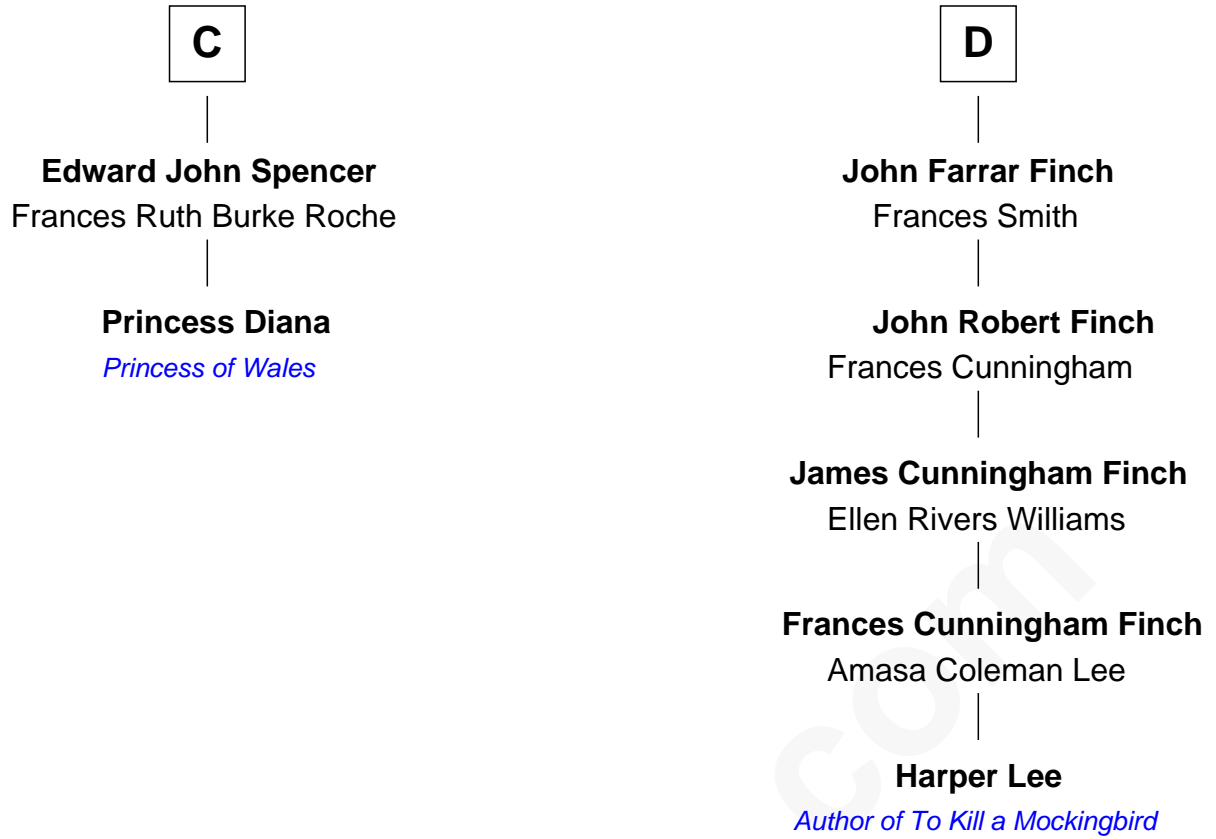 C
Edward John Spencer
Frances Ruth Burke Roche
Princess Diana
Princess of Wales
D
John Farrar Finch
Frances Smith
John Robert Finch
Frances Cunningham
James Cunningham Finch
Ellen Rivers Williams
Frances Cunningham Finch
Amasa Coleman Lee
Harper Lee
Author of To Kill a Mockingbird
com